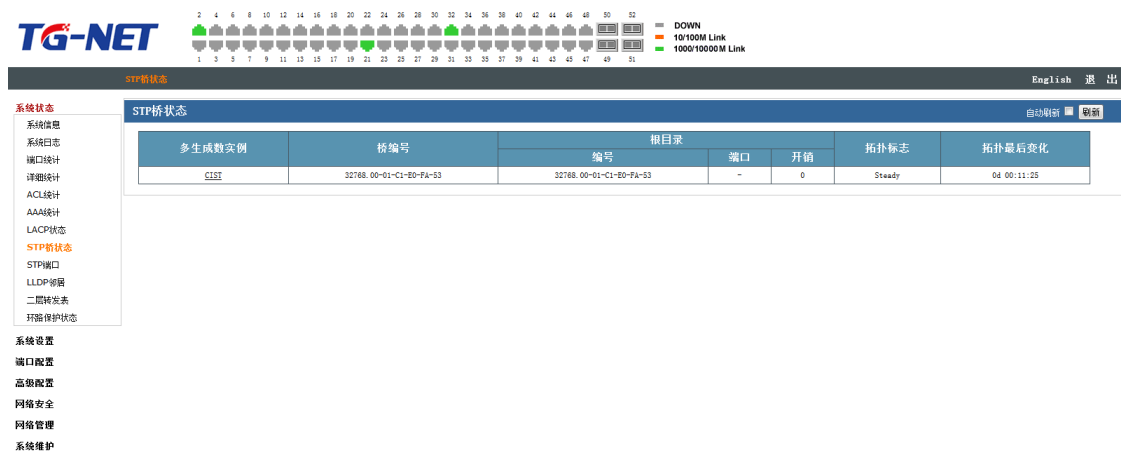 TG-NET
2 4 6 8 10 12 14 16 18 20 22 24 26 28 30 32 34 36 38 40 42 44 46 48 50 52
1 3 5 7 9 11 13 15 17 19 21 23 25 27 29 31 33 35 37 39 41 43 45 47 49 51
DOWN
10/100M Link
1000/10000M Link
STP桥状态
English 退 出
系统状态
系统信息
系统日志
端口统计
详细统计
ACL统计
AAA统计
LACP状态
STP桥状态
STP端口
LLDP邻居
二层转发表
环路保护状态
系统设置
端口配置
高级配置
网络安全
网络管理
系统维护
STP桥状态
自动刷新 刷新
多生成数实例 桥编号 根目录 拓扑标志 拓扑最后变化
编号 端口 开销
CIST 32768.00-01-C1-E0-FA-53 32768.00-01-C1-E0-FA-53 - 0 Steady 0d 00:11:25